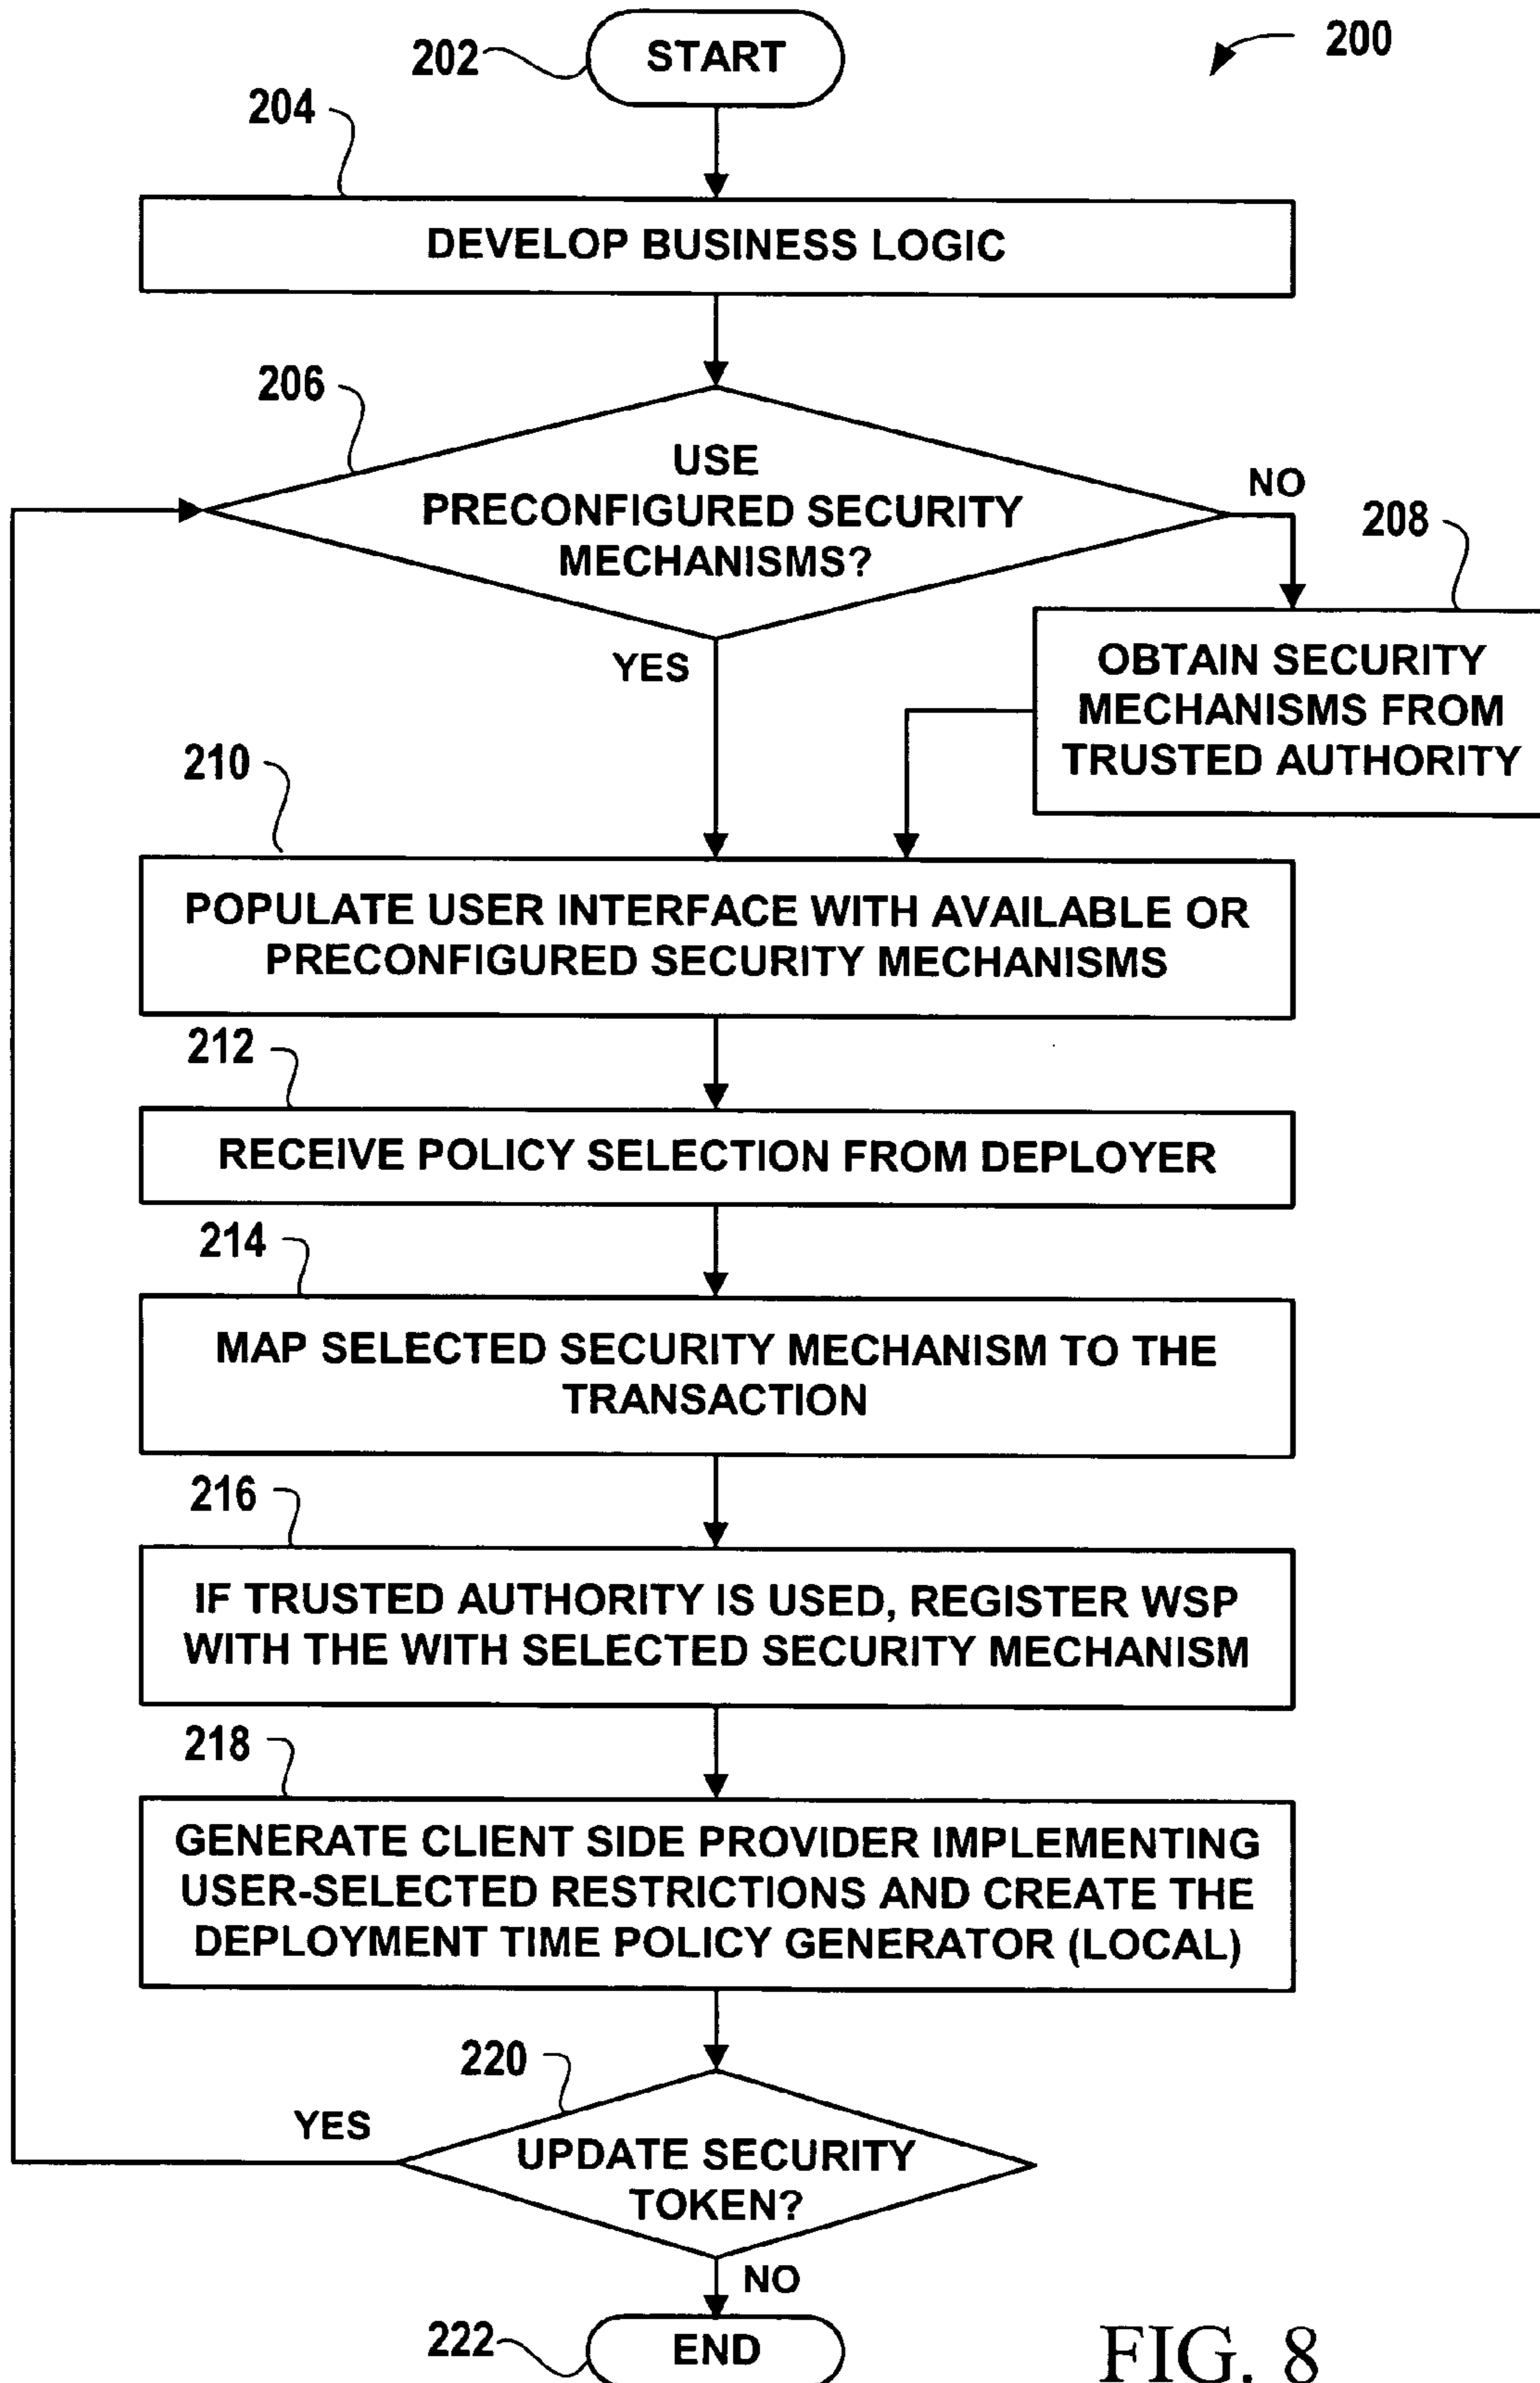 202
START
200
204
DEVELOP BUSINESS LOGIC
206
USE
PRECONFIGURED SECURITY
MECHANISMS?
NO
208
YES
OBTAIN SECURITY
MECHANISMS FROM
TRUSTED AUTHORITY
210
POPULATE USER INTERFACE WITH AVAILABLE OR
PRECONFIGURED SECURITY MECHANISMS
212
RECEIVE POLICY SELECTION FROM DEPLOYER
214
MAP SELECTED SECURITY MECHANISM TO THE
TRANSACTION
216
IF TRUSTED AUTHORITY IS USED, REGISTER WSP
WITH THE WITH SELECTED SECURITY MECHANISM
218
GENERATE CLIENT SIDE PROVIDER IMPLEMENTING
USER-SELECTED RESTRICTIONS AND CREATE THE
DEPLOYMENT TIME POLICY GENERATOR (LOCAL)
220
YES
UPDATE SECURITY
TOKEN?
NO
222
END
FIG. 8